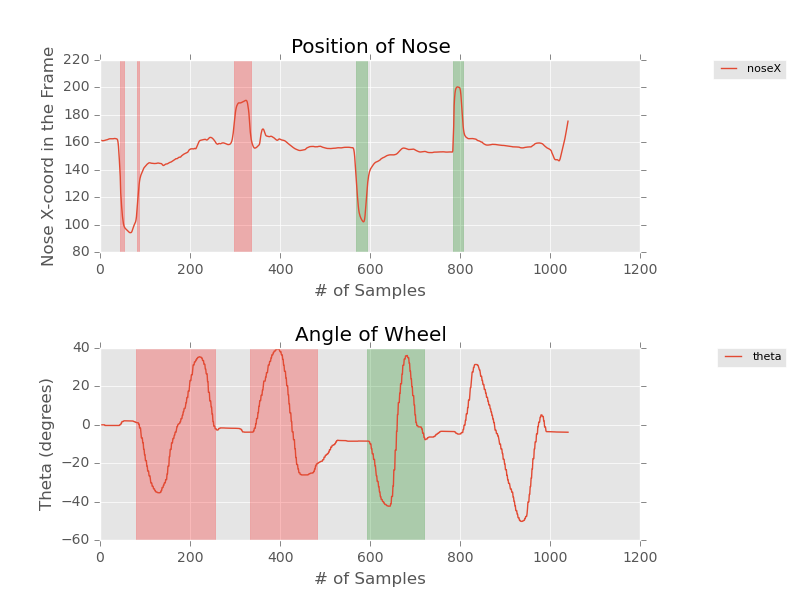 Position of Nose
noseX
Nose X-coord in the Frame
220
200
180
160
140
120
100
80
0 200 400 600 800 1000 1200
# of Samples
Angle of Wheel
theta
Theta (degrees)
40
20
0
−20
−40
−60
0 200 400 600 800 1000 1200
# of Samples